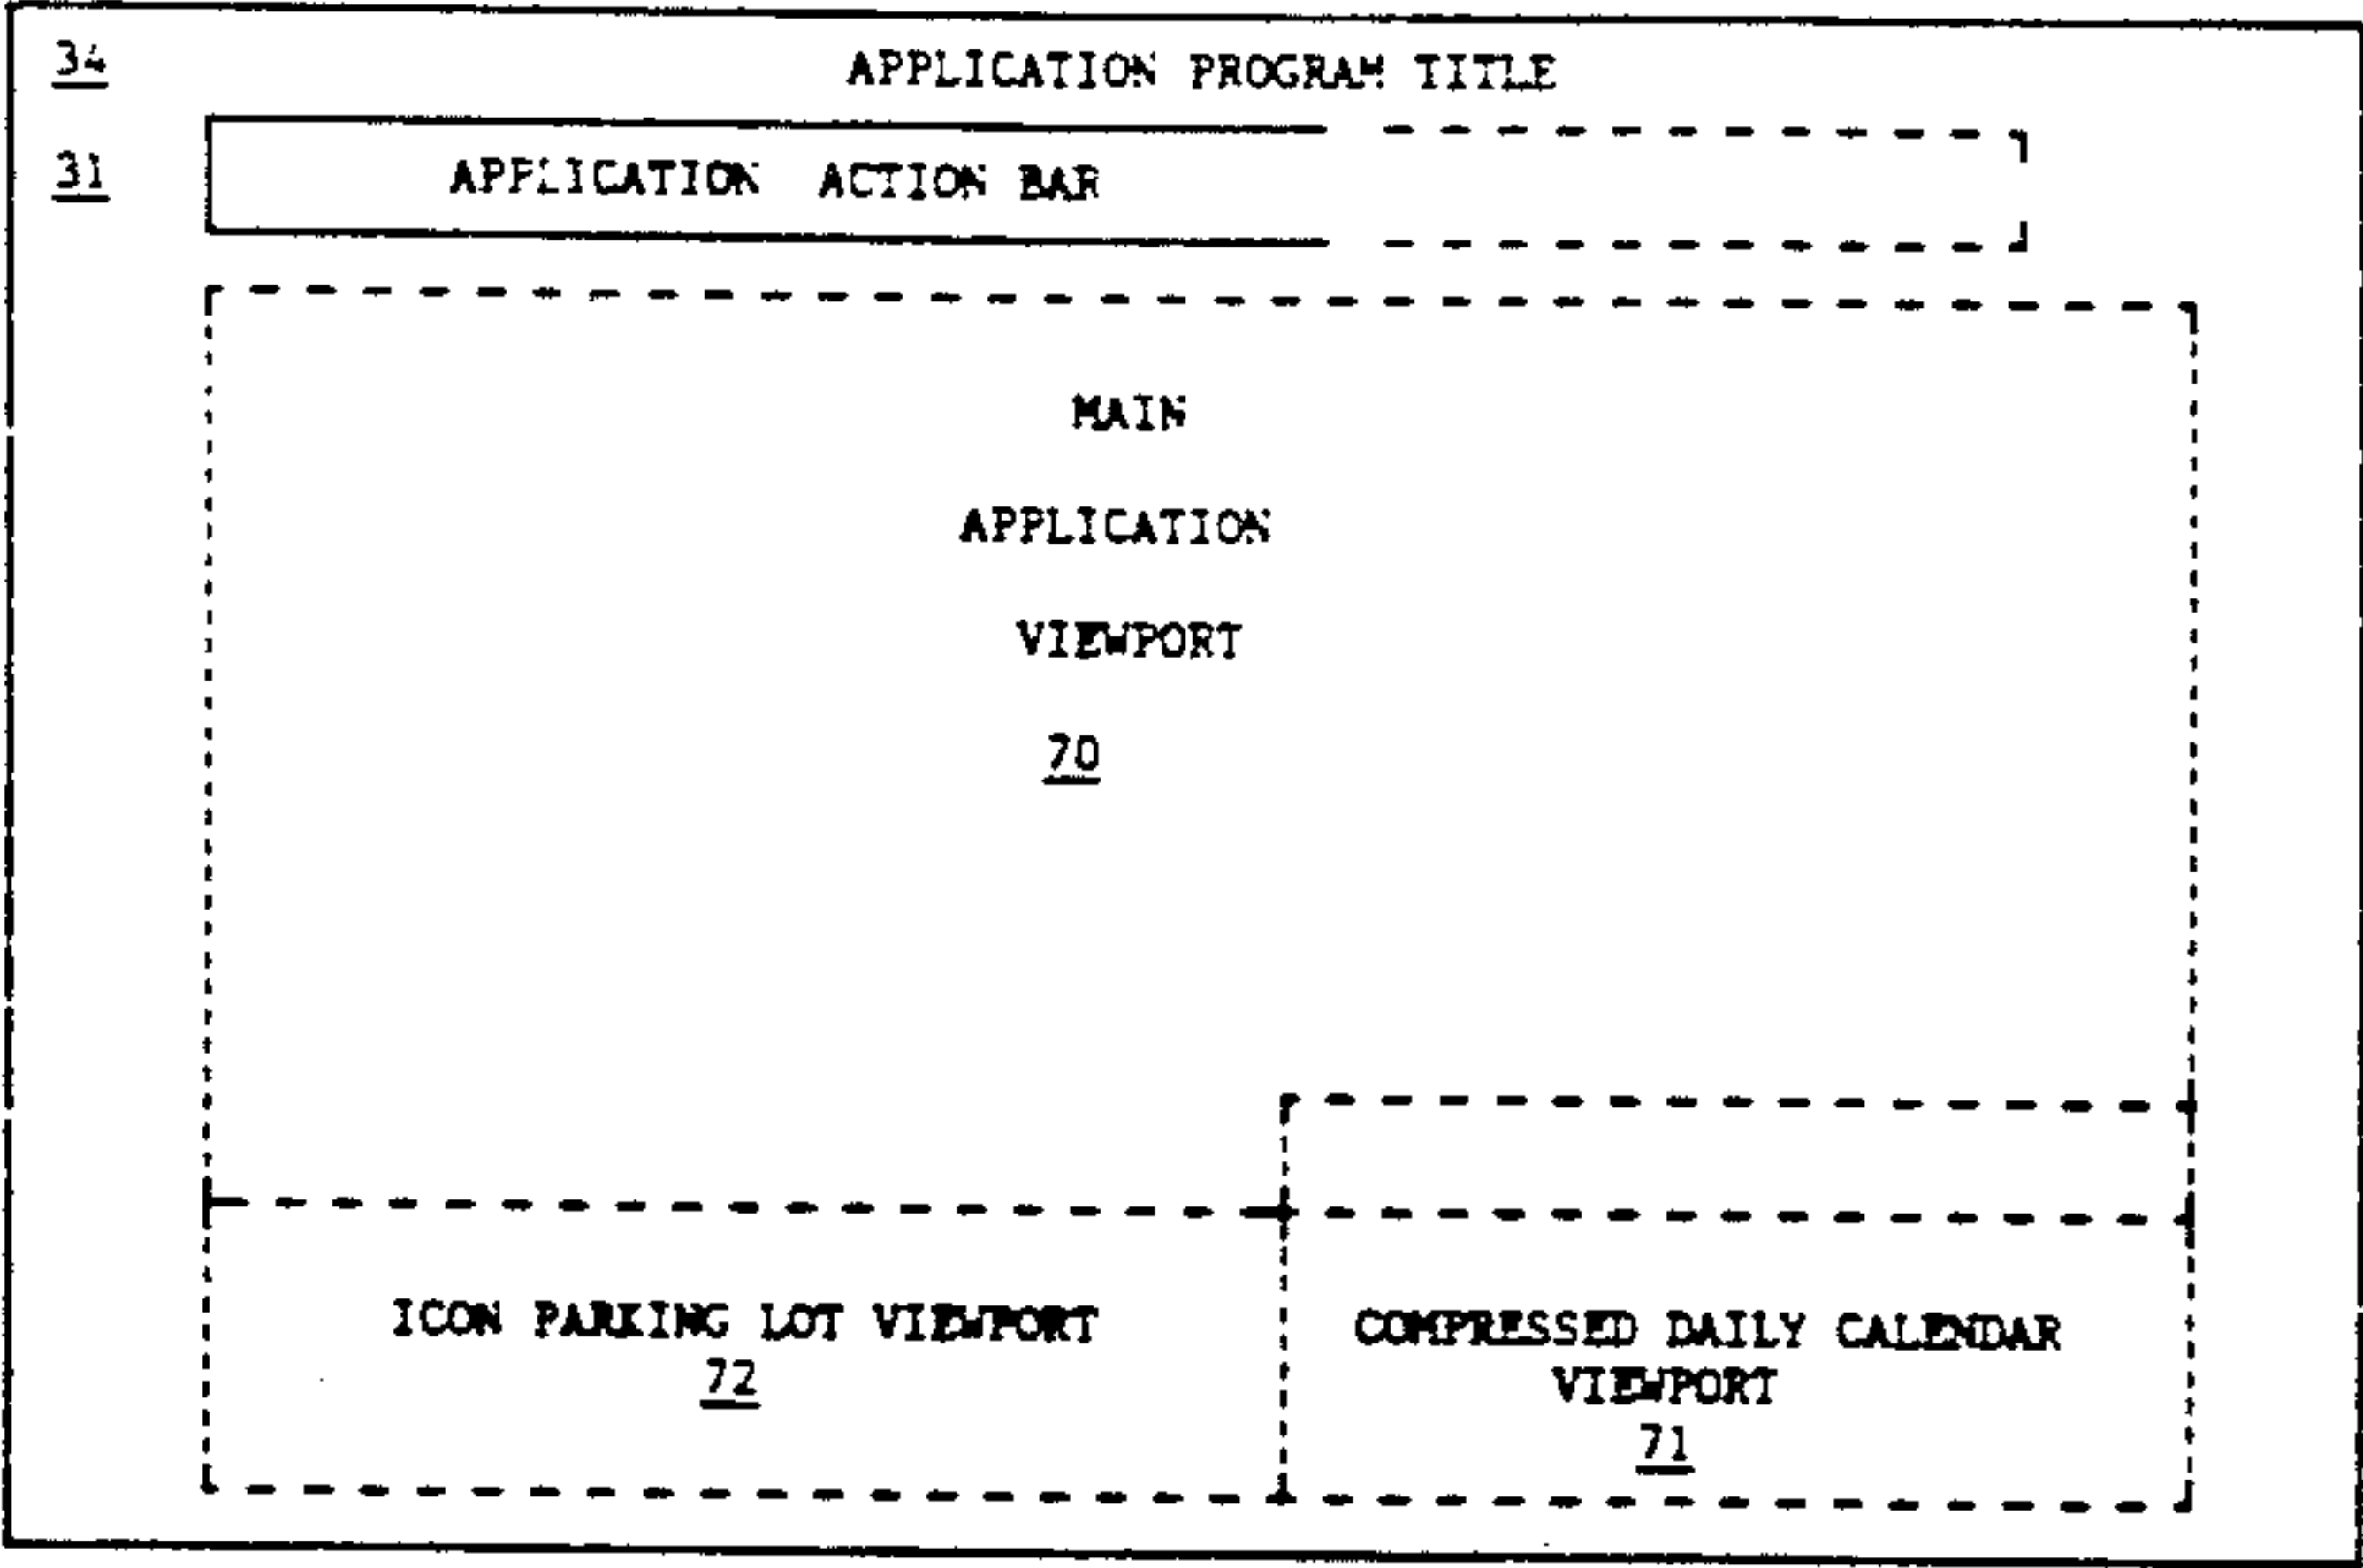 34 APPLICATION PROGRAM TITLE
31 APPLICATION ACTION BAR
MAIN
APPLICATION
VIEWPORT
70
ICON PARKING LOT VIEWPORT
72
COMPRESSED DAILY CALENDAR
VIEWPORT
71